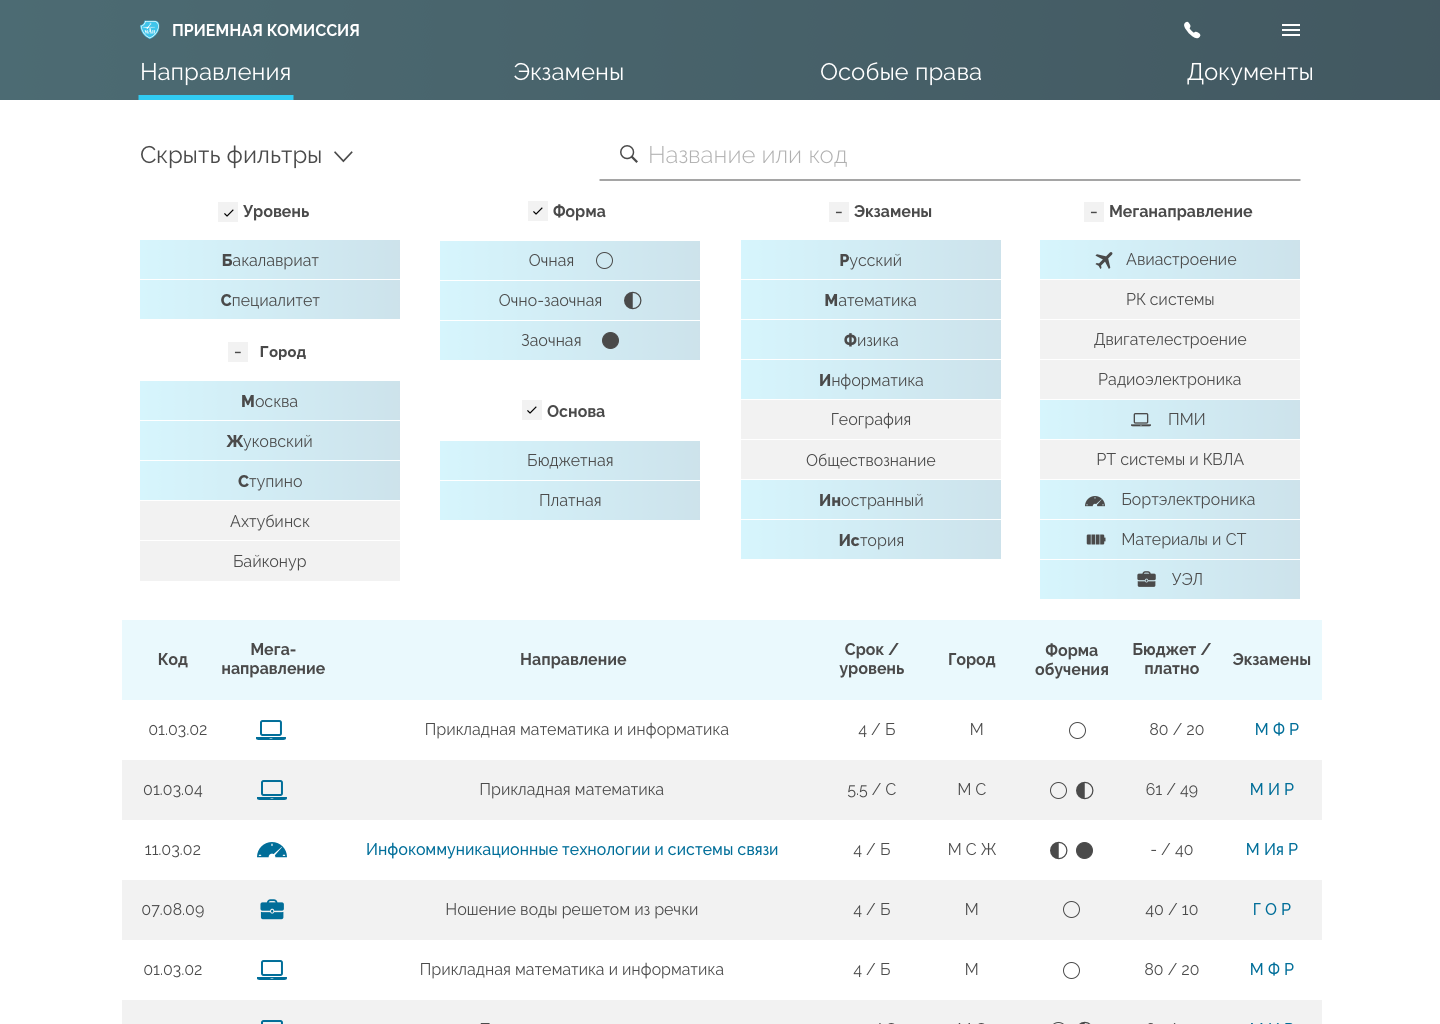 ПРИЕМНАЯ КОМИССИЯ
Направления Экзамены Особые права Документы
Скрыть фильтры
Название или код
Уровень
Бакалавриат
Специалитет
- Город
Москва
Жуковский
Ступино
Ахтубинск
Байконур
Форма
Очная
Очно-заочная
Заочная
Основа
Бюджетная
Платная
- Экзамены
Русский
Математика
Физика
Информатика
География
Обществознание
Иностранный
История
- Меганаправление
Авиастроение
РК системы
Двигателестроение
Радиоэлектроника
ПМИ
РТ системы и КВЛА
Бортэлектроника
Материалы и СТ
УЭЛ
Код
Мега-
направление
Направление
Срок /
уровень
Город
Форма
обучения
Бюджет /
платно
Экзамены
01.03.02 Прикладная математика и информатика 4 / Б М 80 / 20 М Ф Р
01.03.04 Прикладная математика 5.5 / С М С 61 / 49 М И Р
11.03.02 Инфокоммуникационные технологии и системы связи 4 / Б М С Ж - / 40 М Ия Р
07.08.09 Ношение воды решетом из речки 4 / Б М 40 / 10 Г О Р
01.03.02 Прикладная математика и информатика 4 / Б М 80 / 20 М Ф Р